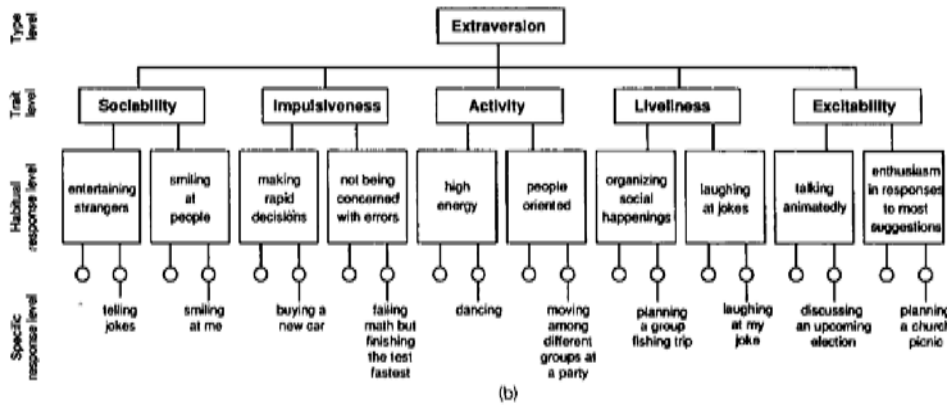 Type
level
Extraversion
Trait
level
Sociability
Impulsiveness
Activity
Liveliness
Excitability
Habitual
response level
entertaining
strangers
smiling
at
people
making
rapid
decisions
not being
concerned
with errors
high
energy
people
oriented
organizing
social
happenings
laughing
at jokes
talking
animatedly
enthusiasm
in responses
to most
suggestions
Specific
response level
telling
jokes
smiling
at me
buying a
new car
failing
math but
finishing
the test
fastest
dancing
moving
among
different
groups at
a party
planning
a group
fishing trip
laughing
at my
joke
discussing
an upcoming
election
planning
a church
picnic
(b)